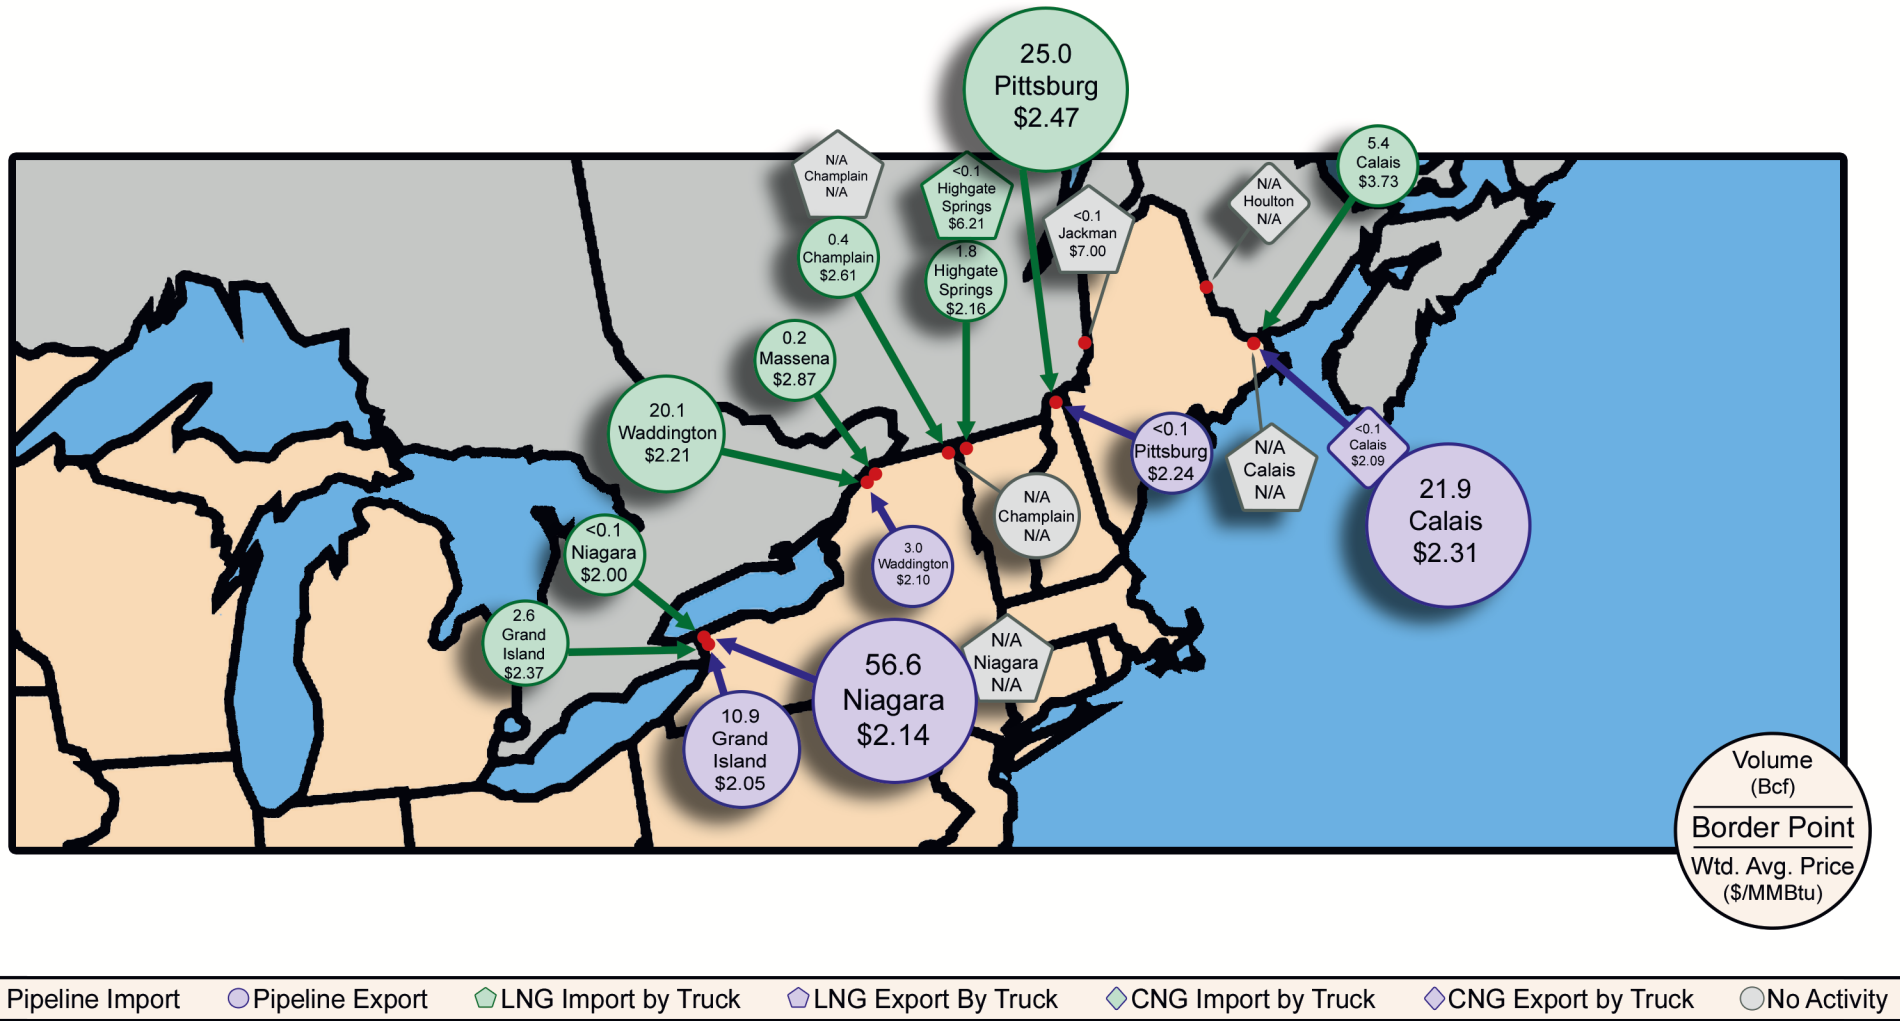 25.0
Pittsburg
$2.47
N/A
Champlain
N/A
<0.1
Highgate
Springs
$6.21
5.4
Calais
$3.73
N/A
Houlton
N/A
<0.1
Jackman
$7.00
0.4
Champlain
$2.61
1.8
Highgate
Springs
$2.16
0.2
Massena
$2.87
20.1
Waddington
$2.21
<0.1
Pittsburg
$2.24
N/A
Calais
N/A
<0.1
Calais
$2.09
21.9
Calais
$2.31
N/A
Champlain
N/A
<0.1
Niagara
$2.00
3.0
Waddington
$2.10
2.6
Grand
Island
$2.37
N/A
Niagara
N/A
56.6
Niagara
$2.14
10.9
Grand
Island
$2.05
Volume
(Bcf)
Border Point
Wtd. Avg. Price
($/MMBtu)
Pipeline Import
Pipeline Export
LNG Import by Truck
LNG Export By Truck
CNG Import by Truck
CNG Export by Truck
No Activity